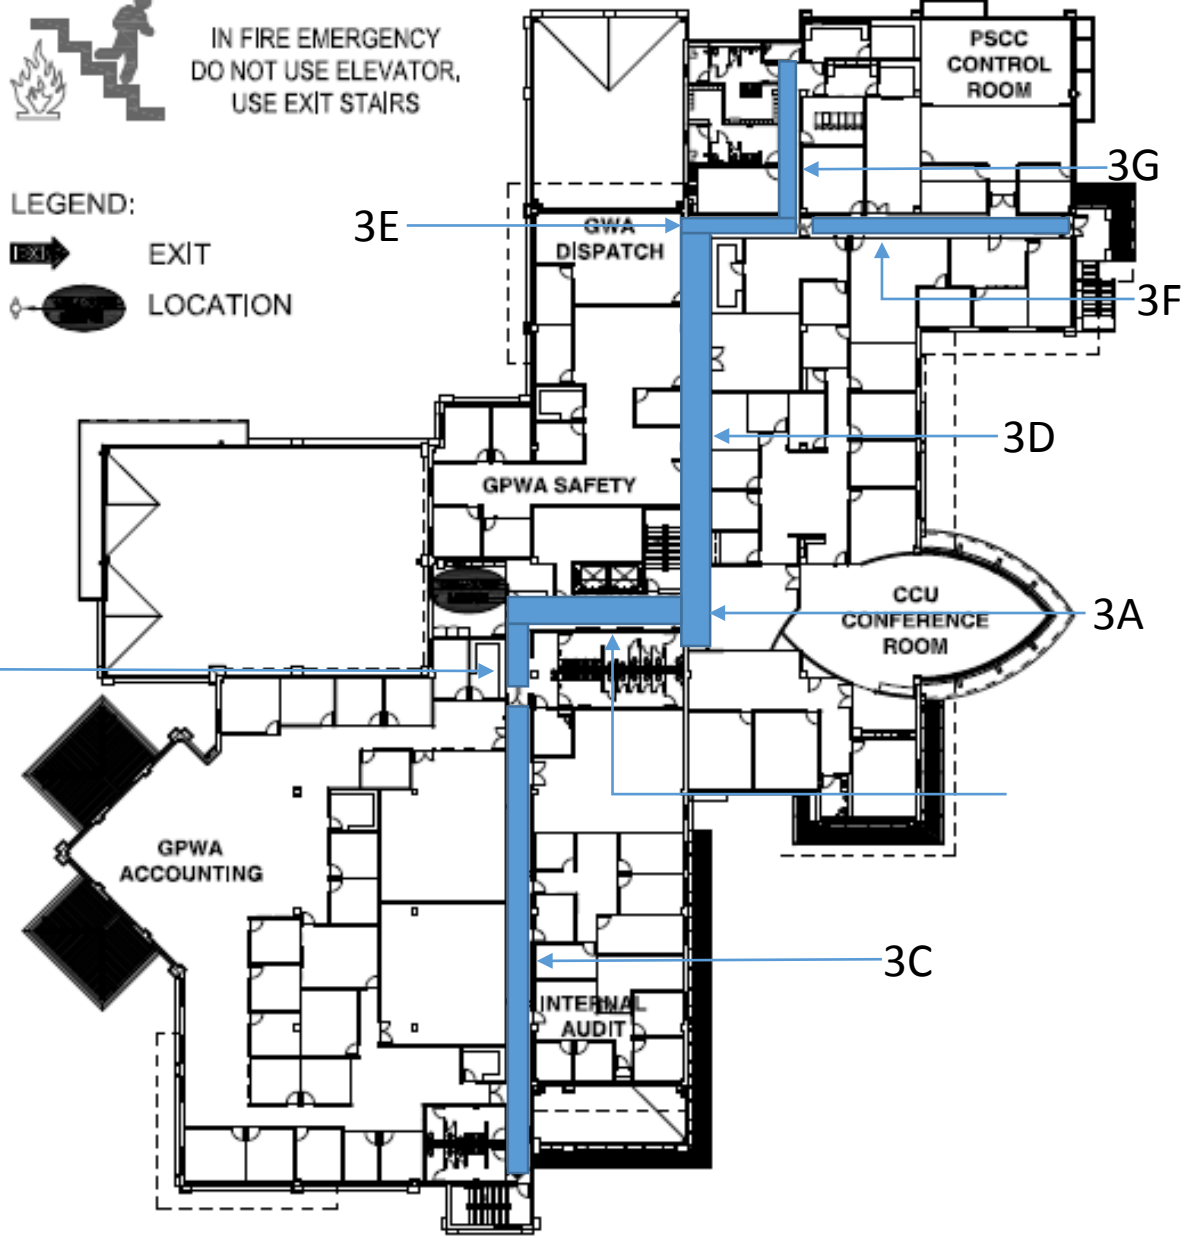 IN FIRE EMERGENCY
DO NOT USE ELEVATOR,
USE EXIT STAIRS
PSCC
CONTROL
ROOM
3G
LEGEND:
3E
GWA
DISPATCH
EXIT
EXIT
LOCATION
3F
3D
GPWA SAFETY
CCU
CONFERENCE
ROOM
3A
GPWA
ACCOUNTING
3C
INTERNAL
AUDIT